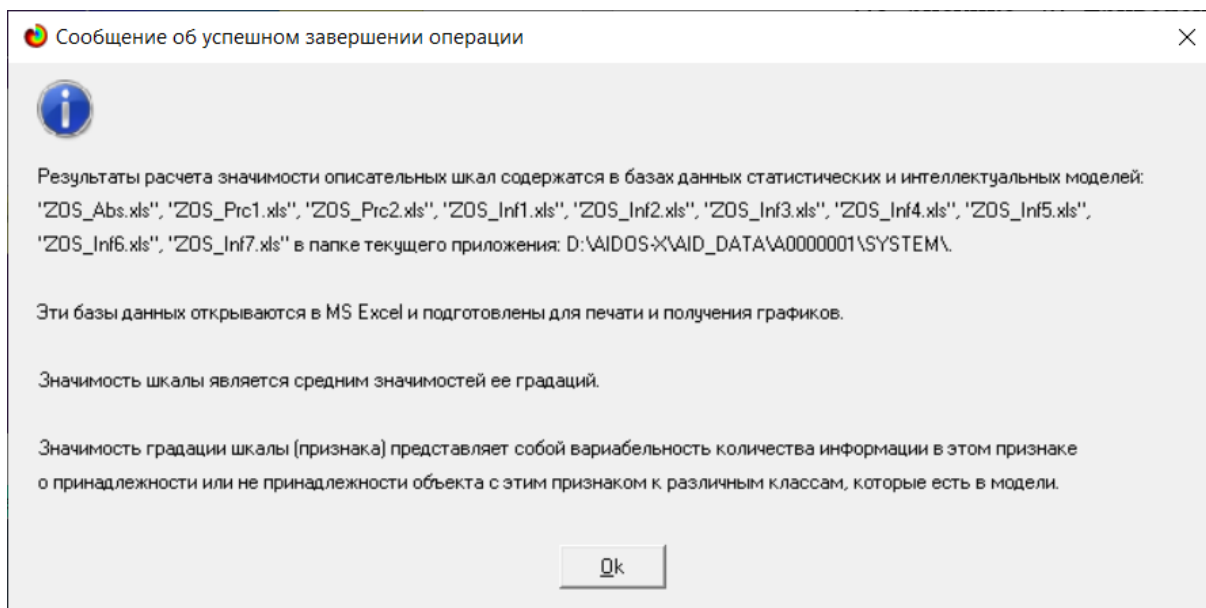 Сообщение об успешном завершении операции
Результаты расчета значимости описательных шкал содержатся в базах данных статистических и интеллектуальных моделей:
"ZOS_Abs.xls", "ZOS_Prc1.xls", "ZOS_Prc2.xls", "ZOS_Inf1.xls", "ZOS_Inf2.xls", "ZOS_Inf3.xls", "ZOS_Inf4.xls", "ZOS_Inf5.xls",
"ZOS_Inf6.xls", "ZOS_Inf7.xls" в папке текущего приложения: D:\AIDOS-X\AID_DATA\A0000001\SYSTEM\.
Эти базы данных открываются в MS Excel и подготовлены для печати и получения графиков.
Значимость шкалы является средним значимостей ее градаций.
Значимость градации шкалы (признака) представляет собой вариабельность количества информации в этом признаке
о принадлежности или не принадлежности объекта с этим признаком к различным классам, которые есть в модели.
Ok